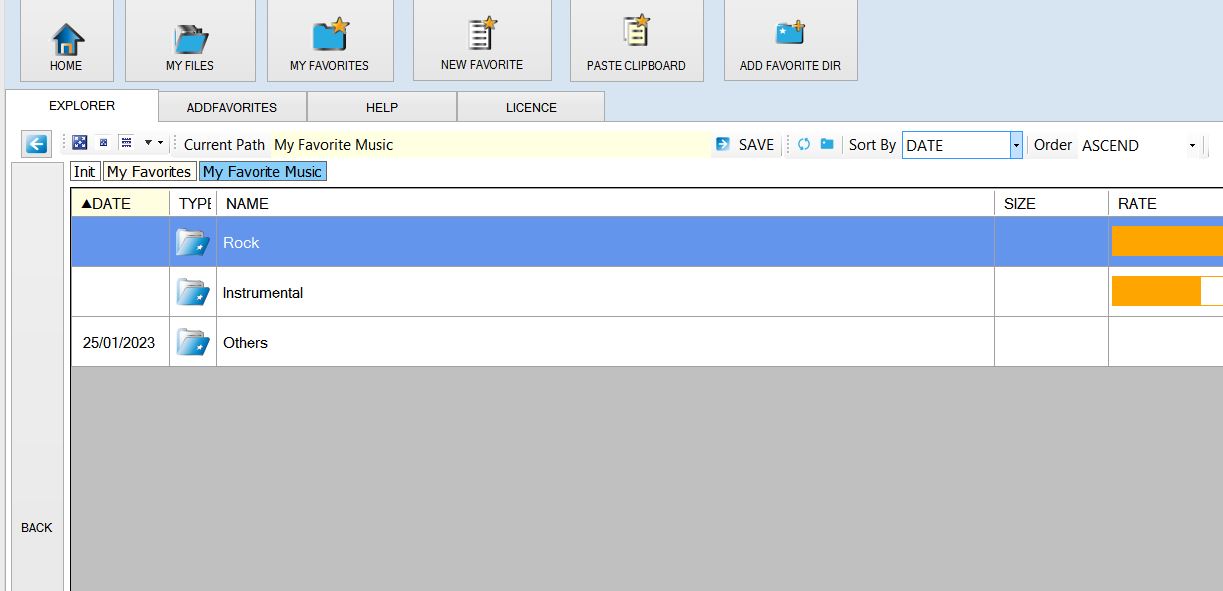 HOME MY FILES MY FAVORITES NEW FAVORITE PASTE CLIPBOARD ADD FAVORITE DIR
EXPLORER ADDFAVORITES HELP LICENCE
Current Path My Favorite Music SAVE Sort By DATE Order ASCEND
Init My Favorites My Favorite Music
▲DATE TYPE NAME SIZE RATE
Rock
Instrumental
25/01/2023 Others
BACK